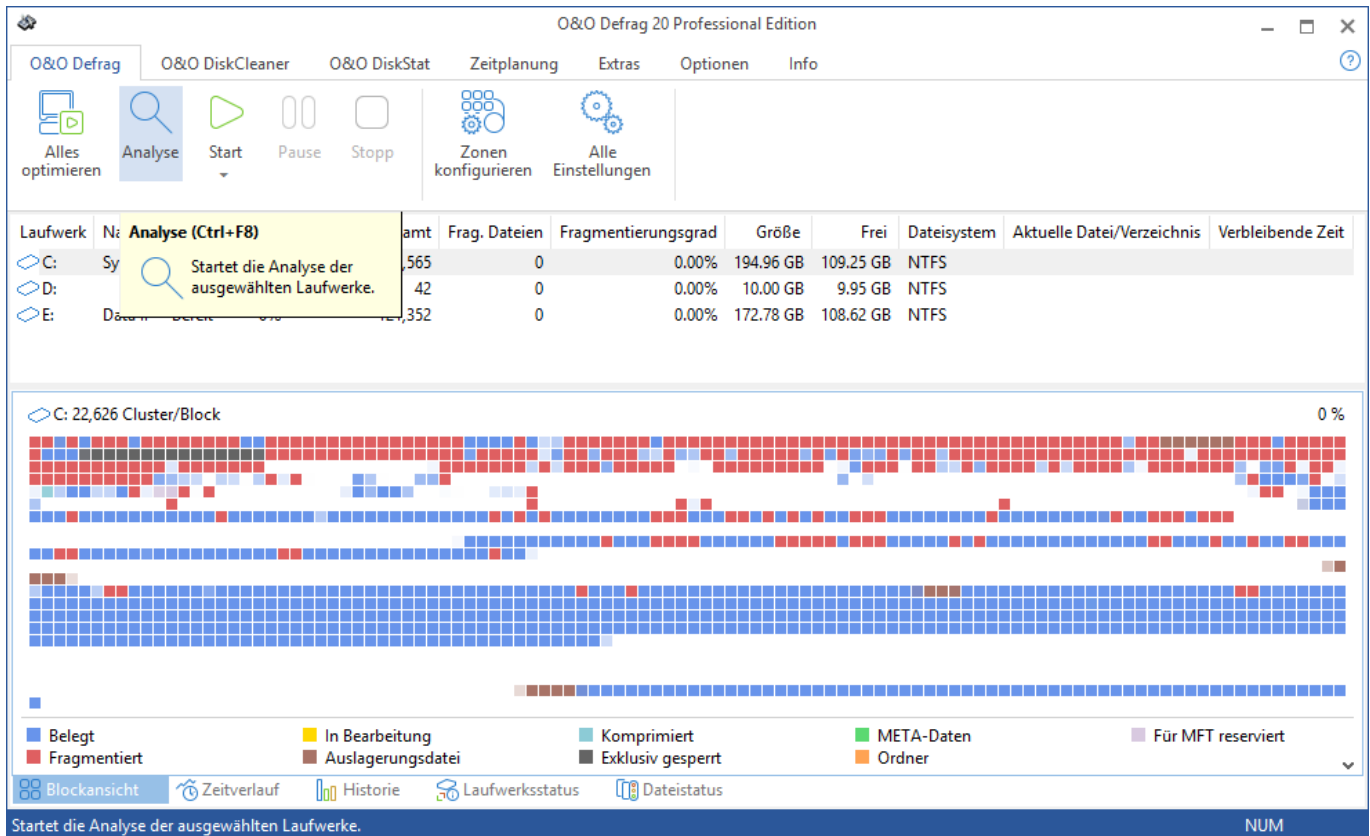 O&O Defrag 20 Professional Edition
O&O Defrag O&O DiskCleaner O&O DiskStat Zeitplanung Extras Optionen Info
Alles optimieren Analyse Start Pause Stopp Zonen konfigurieren Alle Einstellungen
Laufwerk Frag. Dateien Fragmentierungsgrad Größe Frei Dateisystem Aktuelle Datei/Verzeichnis Verbleibende Zeit
Analyse (Ctrl+F8)
Startet die Analyse der
ausgewählten Laufwerke.
C: 0 0.00% 194.96 GB 109.25 GB NTFS
D: 42 0 0.00% 10.00 GB 9.95 GB NTFS
E: 0 0.00% 172.78 GB 108.62 GB NTFS
C: 22,626 Cluster/Block 0 %
Belegt In Bearbeitung Komprimiert META-Daten Für MFT reserviert
Fragmentiert Auslagerungsdatei Exklusiv gesperrt Ordner
Blockansicht Zeitverlauf Historie Laufwerksstatus Dateistatus
Startet die Analyse der ausgewählten Laufwerke. NUM